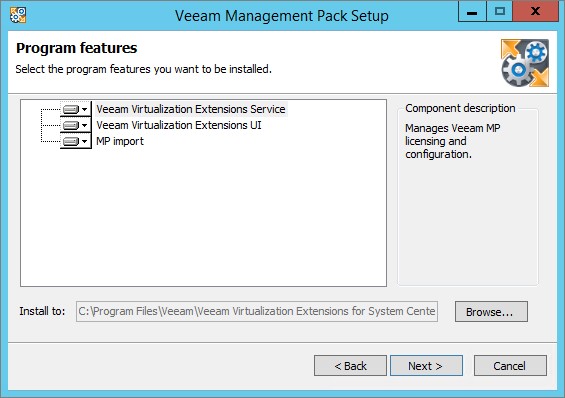 Veeam Management Pack Setup
Program features
Select the program features you want to be installed.
Veeam Virtualization Extensions Service
Veeam Virtualization Extensions UI
MP import
Component description
Manages Veeam MP
licensing and
configuration.
Install to:
C:\Program Files\Veeam\Veeam Virtualization Extensions for System Cente
Browse...
< Back
Next >
Cancel